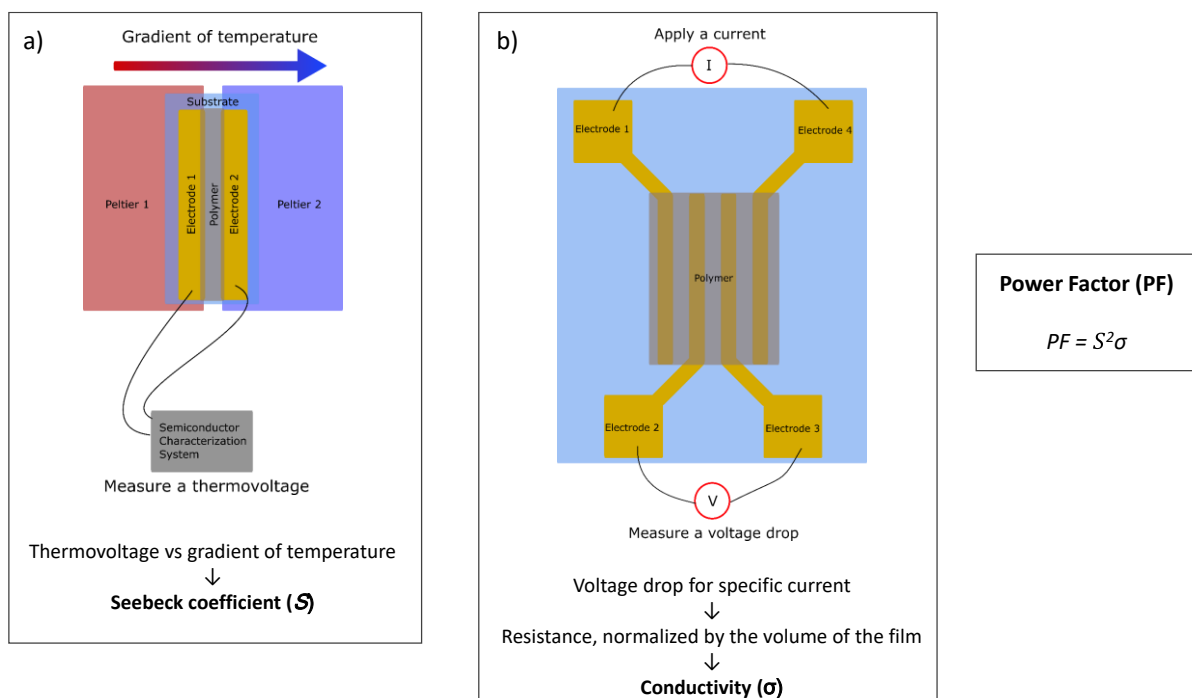 a)
Gradient of temperature
Substrate
Peltier 1
Electrode 1
Polymer
Electrode 2
Peltier 2
Semiconductor
Characterization
System
Measure a thermovoltage
Thermovoltage vs gradient of temperature
↓
Seebeck coefficient (S)
b)
Apply a current
I
Electrode 1
Electrode 4
Polymer
Electrode 2
Electrode 3
V
Measure a voltage drop
Voltage drop for specific current
↓
Resistance, normalized by the volume of the film
↓
Conductivity (σ)
Power Factor (PF)
PF = S²σ